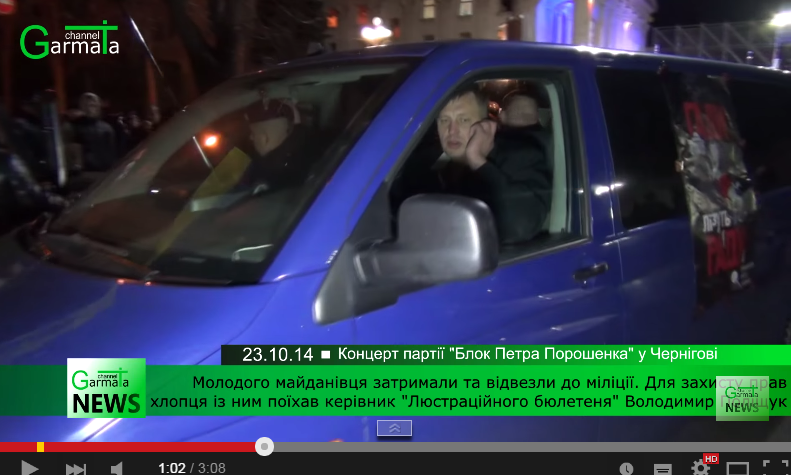 channel
GarmaTa
23.10.14 ■ Концерт партії "Блок Петра Порошенка" у Чернігові
channel
GarmaTa
NEWS
Молодого майданівця затримали та відвезли до міліції. Для захисту прав
хлопця із ним поїхав керівник "Люстраційного бюлетеня" Володимир
1:02 / 3:08
HD